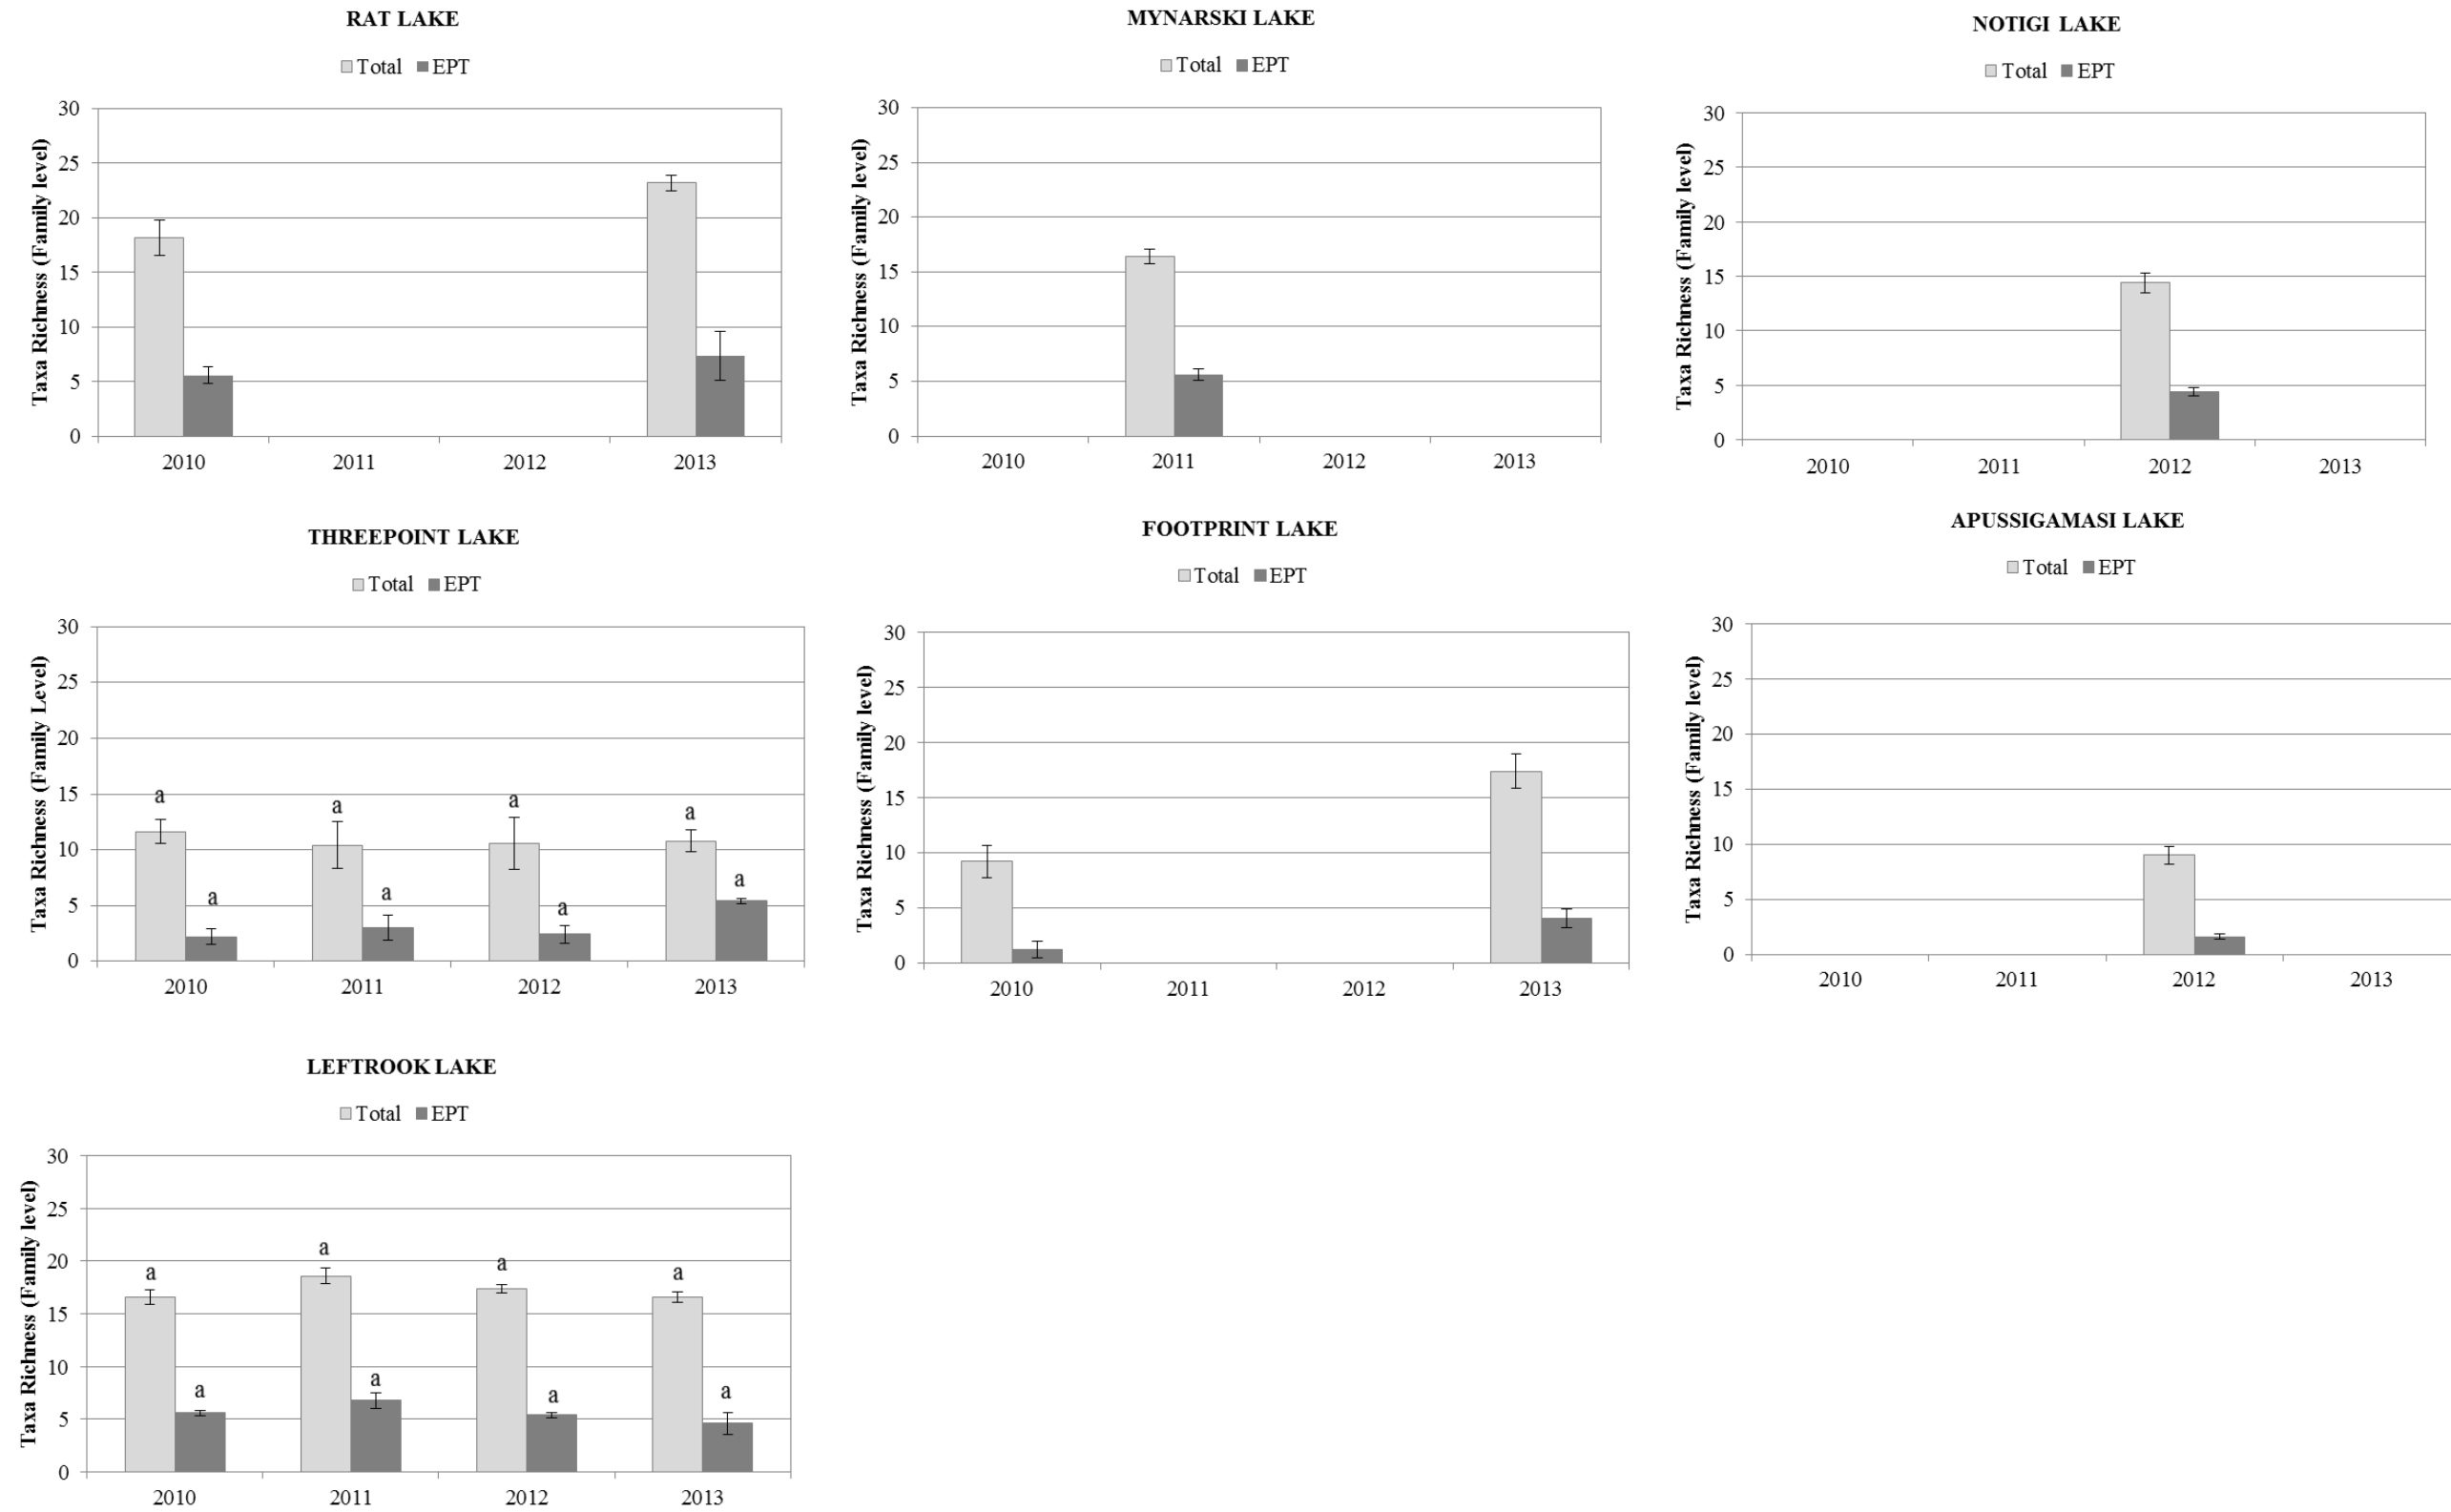 RAT LAKE
Total EPT
Taxa Richness (Family level)
30
25
20
15
10
5
0
2010 2011 2012 2013
MYNARSKI LAKE
Total EPT
Taxa Richness (Family level)
30
25
20
15
10
5
0
2010 2011 2012 2013
NOTIGI LAKE
Total EPT
Taxa Richness (Family level)
30
25
20
15
10
5
0
2010 2011 2012 2013
THREEPOINT LAKE
Total EPT
Taxa Richness (Family Level)
30
25
20
15
10
5
0
a a a a
a a a a
2010 2011 2012 2013
FOOTPRINT LAKE
Total EPT
Taxa Richness (Family level)
30
25
20
15
10
5
0
2010 2011 2012 2013
APUSSIGAMASI LAKE
Total EPT
Taxa Richness (Family level)
30
25
20
15
10
5
0
2010 2011 2012 2013
LEFTROOK LAKE
Total EPT
Taxa Richness (Family level)
30
25
20
15
10
5
0
a a a a
a a a a
2010 2011 2012 2013